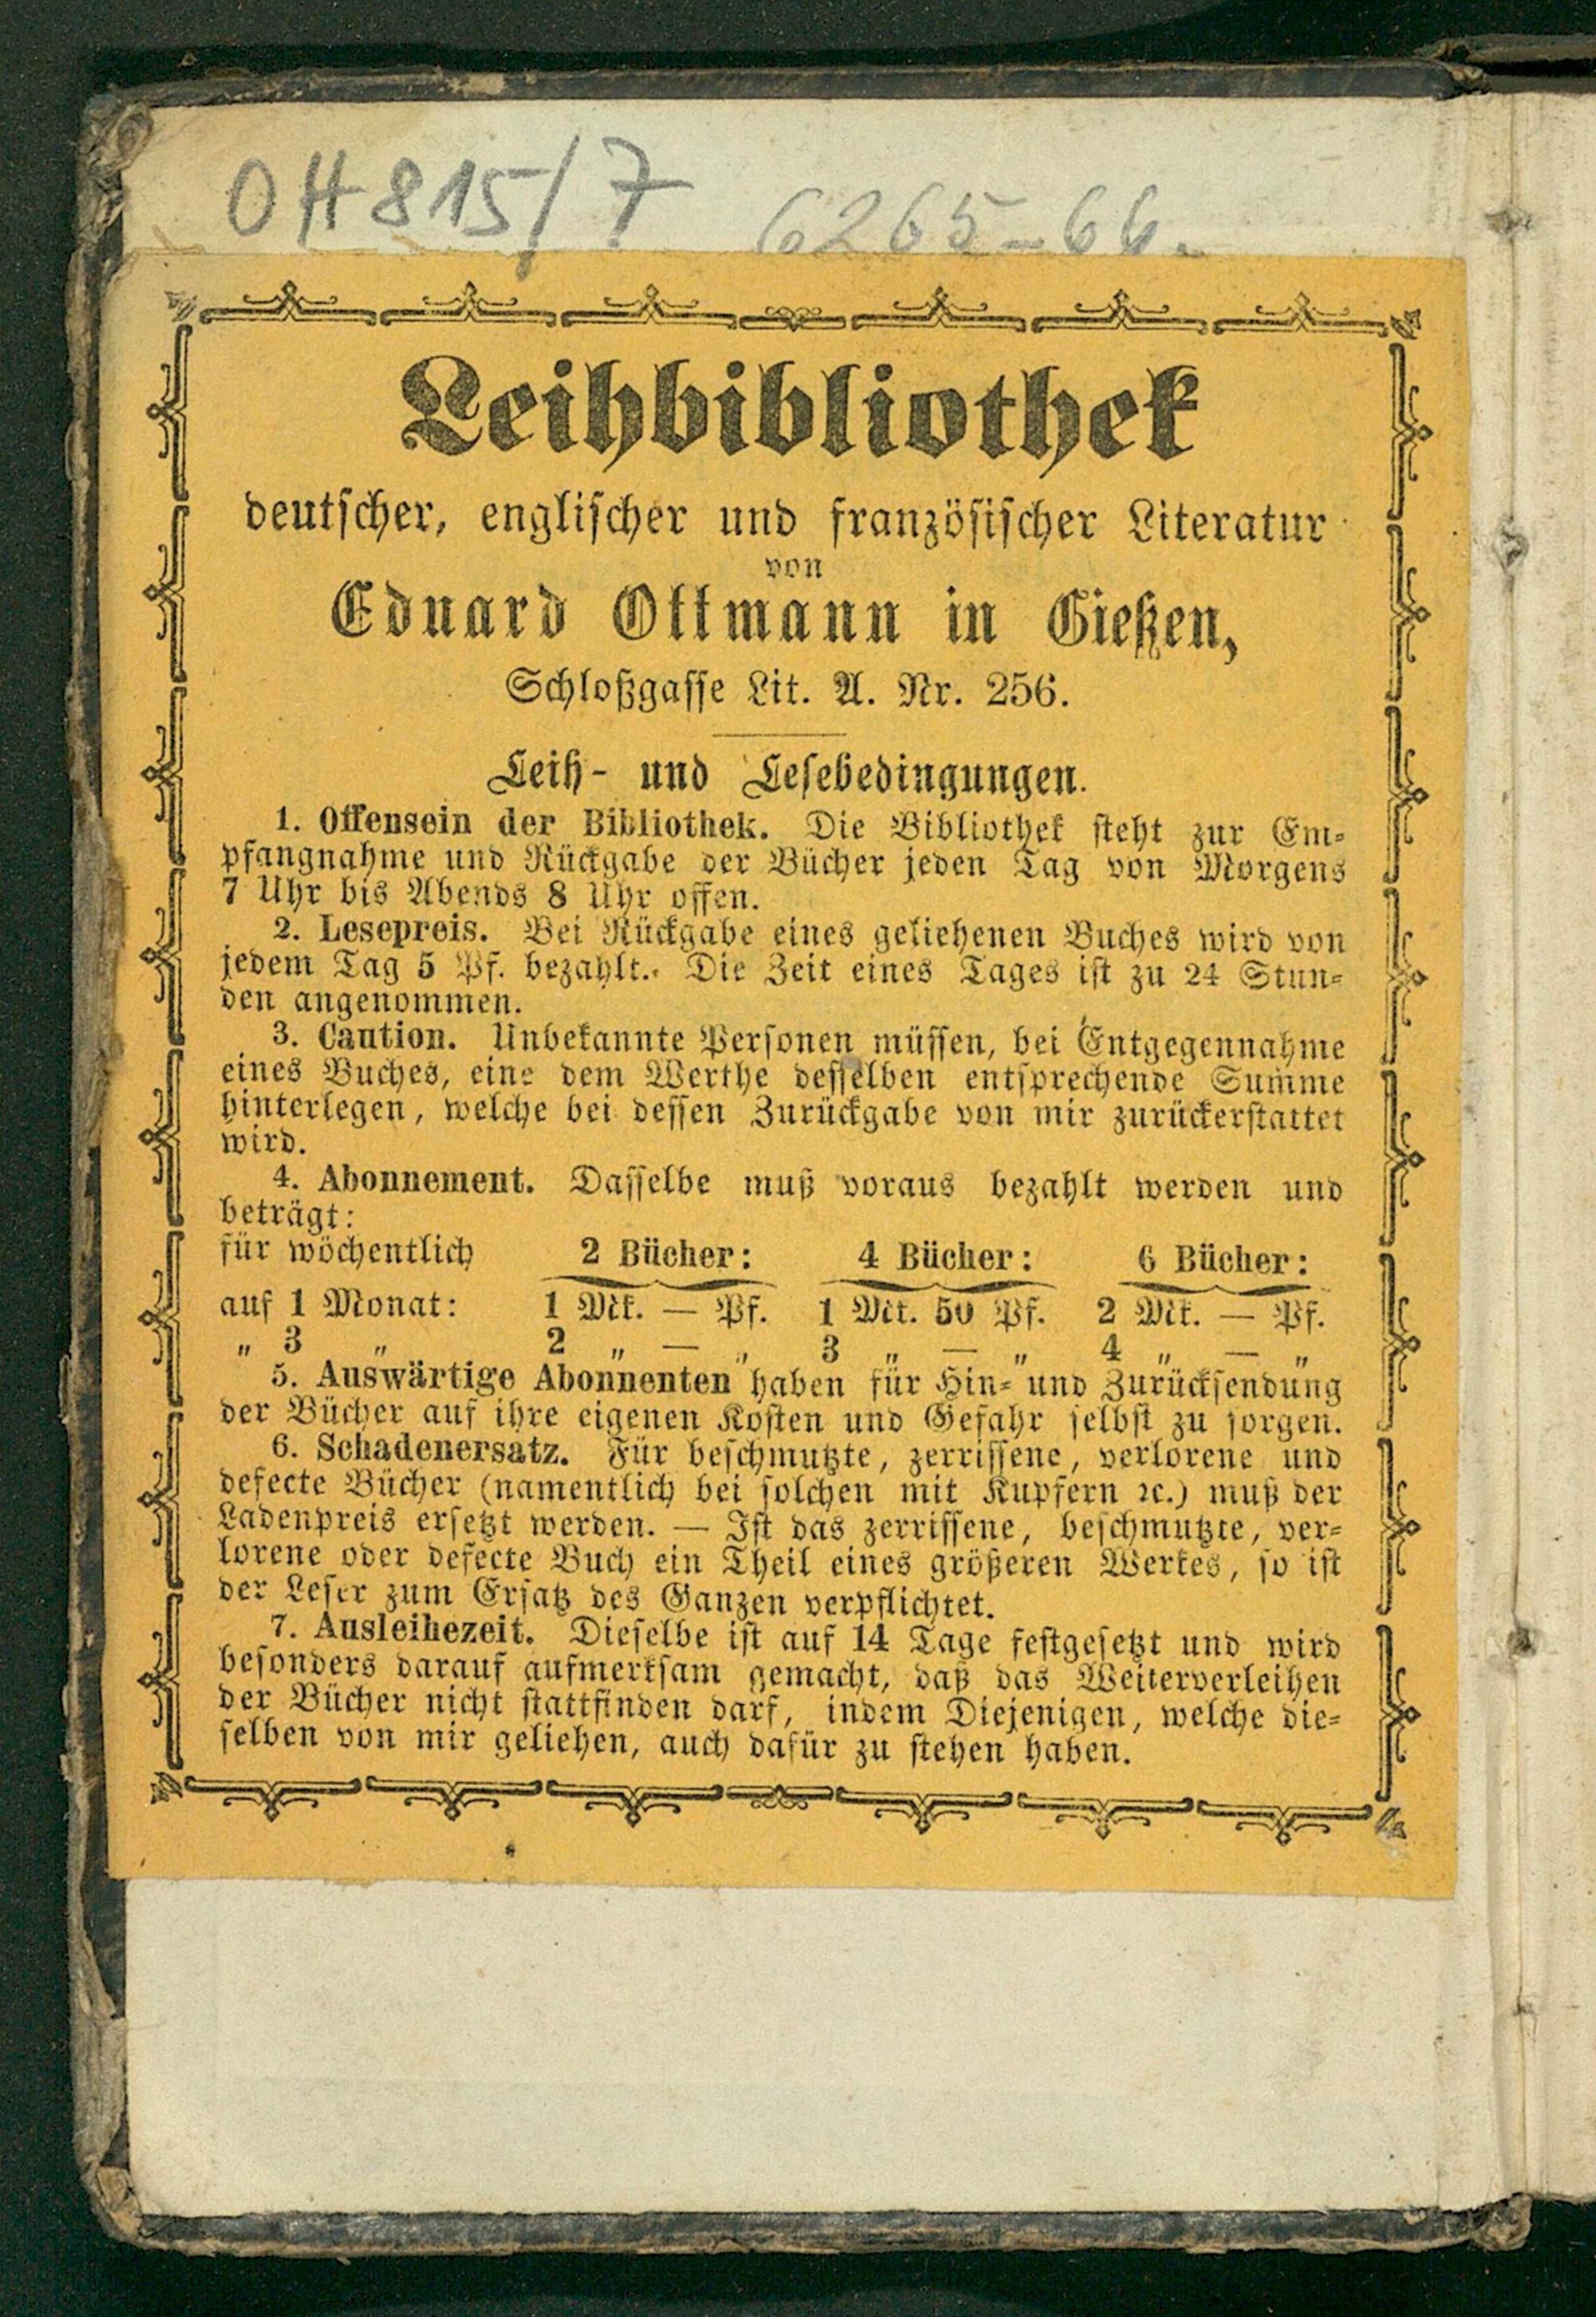 OH 815/7 6265-66.
Leihbibliothek
deutscher, englischer und französischer Literatur
von
Eduard Ottmann in Gießen,
Schloßgasse Lit. A. Nr. 256.
Leih- und Lesebedingungen.
1. Offensein der Bibliothek. Die Bibliothek steht zur Em-
pfangnahme und Rückgabe der Bücher jeden Tag von Morgens
7 Uhr bis Abends 8 Uhr offen.
2. Lesepreis. Bei Rückgabe eines geliehenen Buches wird von
jedem Tag 5 Pf. bezahlt. Die Zeit eines Tages ist zu 24 Stun-
den angenommen.
3. Caution. Unbekannte Personen müssen, bei Entgegennahme
eines Buches, eine dem Werthe desselben entsprechende Summe
hinterlegen, welche bei dessen Zurückgabe von mir zurückerstattet
wird.
4. Abonnement. Dasselbe muß voraus bezahlt werden und
beträgt:
für wöchentlich 2 Bücher: 4 Bücher: 6 Bücher:
auf 1 Monat: 1 Mk. — Pf. 1 Mk. 50 Pf. 2 Mk. — Pf.
„ 3 „ 2 „ — „ 3 „ — „ 4 „ — „
5. Auswärtige Abonnenten haben für Hin- und Zurücksendung
der Bücher auf ihre eigenen Kosten und Gefahr selbst zu sorgen.
6. Schadenersatz. Für beschmutzte, zerrissene, verlorene und
defecte Bücher (namentlich bei solchen mit Kupfern ꝛc.) muß der
Ladenpreis ersetzt werden. — Ist das zerrissene, beschmutzte, ver-
lorene oder defecte Buch ein Theil eines größeren Werkes, so ist
der Leser zum Ersatz des Ganzen verpflichtet.
7. Ausleihezeit. Dieselbe ist auf 14 Tage festgesetzt und wird
besonders darauf aufmerksam gemacht, daß das Weiterverleihen
der Bücher nicht stattfinden darf, indem Diejenigen, welche die-
selben von mir geliehen, auch dafür zu stehen haben.